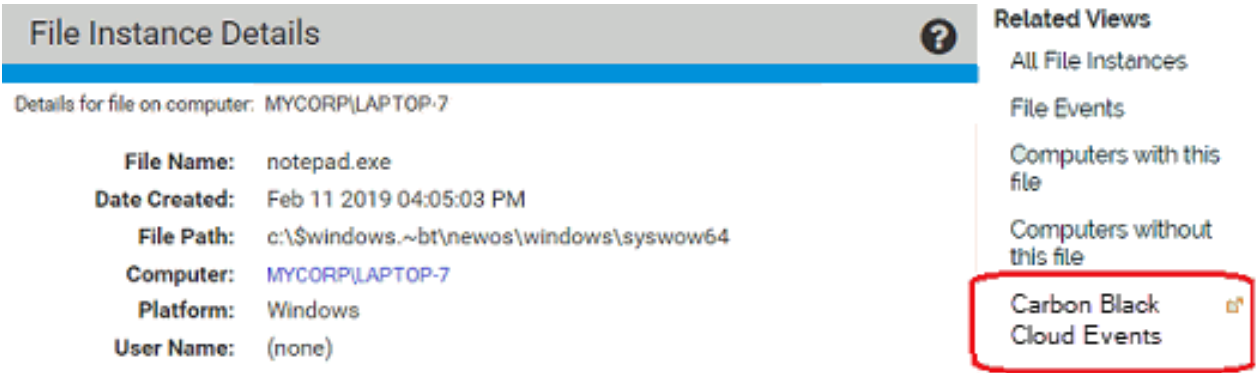 File Instance Details
?
Details for file on computer: MYCORP\LAPTOP-7
File Name: notepad.exe
Date Created: Feb 11 2019 04:05:03 PM
File Path: c:\$windows.~bt\newos\windows\syswow64
Computer: MYCORP\LAPTOP-7
Platform: Windows
User Name: (none)
Related Views
All File Instances
File Events
Computers with this
file
Computers without
this file
Carbon Black
Cloud Events